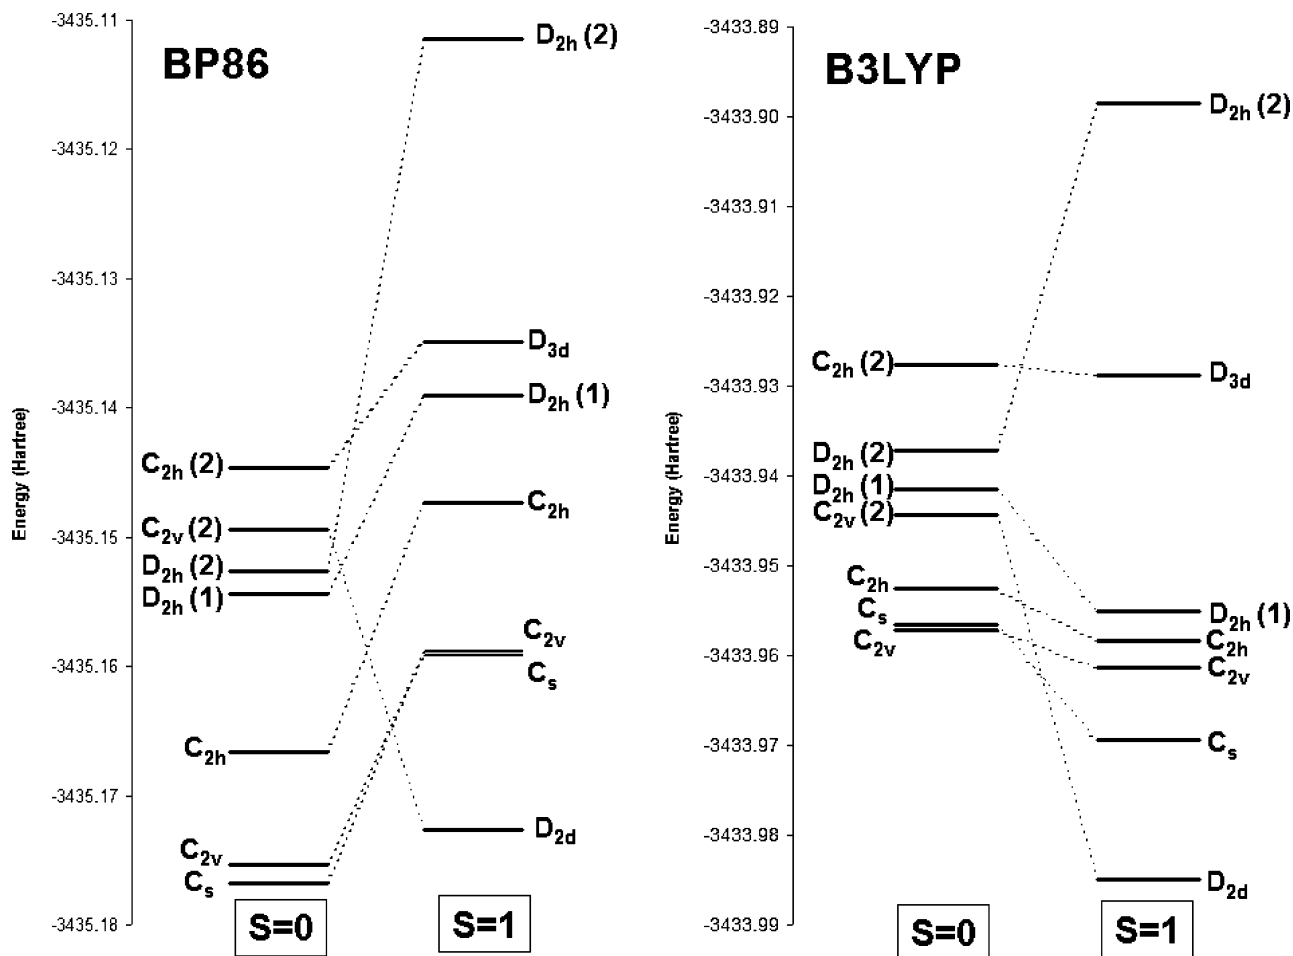 BP86
Energy (Hartree)
-3435.11
-3435.12
-3435.13
-3435.14
-3435.15
-3435.16
-3435.17
-3435.18
C2h (2)
C2v (2)
D2h (2)
D2h (1)
C2h
C2v
Cs
S=0
D2h (2)
D3d
D2h (1)
C2h
C2v
Cs
D2d
S=1
B3LYP
Energy (Hartree)
-3433.89
-3433.90
-3433.91
-3433.92
-3433.93
-3433.94
-3433.95
-3433.96
-3433.97
-3433.98
-3433.99
C2h (2)
D2h (2)
D2h (1)
C2v (2)
C2h
Cs
C2v
S=0
D2h (2)
D3d
D2h (1)
C2h
C2v
Cs
D2d
S=1